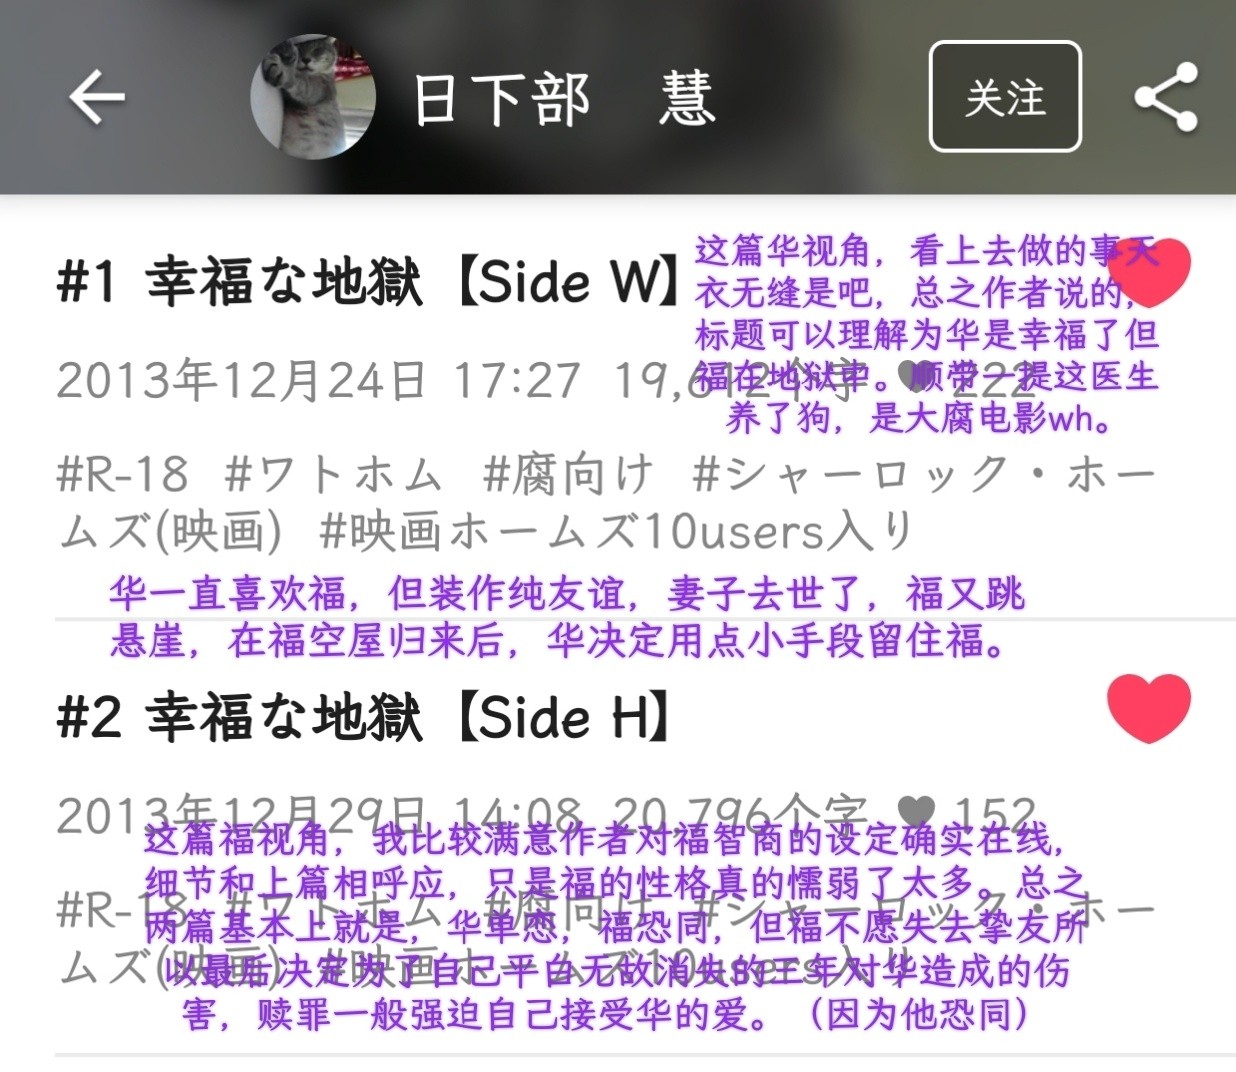 日下部　慧
关注
#1 幸福な地獄【Side W】
这篇华视角，看上去做的事天
衣无缝是吧，总之作者说的，
标题可以理解为华是幸福了但
福在地狱中。顺带一提这医生
养了狗，是大腐电影wh。
2013年12月24日 17:27 19,612个字 222
#R-18 #ワトホム #腐向け #シャーロック・ホー
ムズ(映画) #映画ホームズ10users入り
华一直喜欢福，但装作纯友谊，妻子去世了，福又跳
悬崖，在福空屋归来后，华决定用点小手段留住福。
#2 幸福な地獄【Side H】
2013年12月29日 14:08 20,796个字 152
这篇福视角，我比较满意作者对福智商的设定确实在线，
细节和上篇相呼应，只是福的性格真的懦弱了太多。总之
两篇基本上就是，华单恋，福恐同，但福不愿失去挚友所
以最后决定为了自己平白无故消失的三年对华造成的伤
害，赎罪一般强迫自己接受华的爱。（因为他恐同）
#R-18 #ワトホム #腐向け #シャーロック・ホー
ムズ(映画) #映画ホームズ10users入り